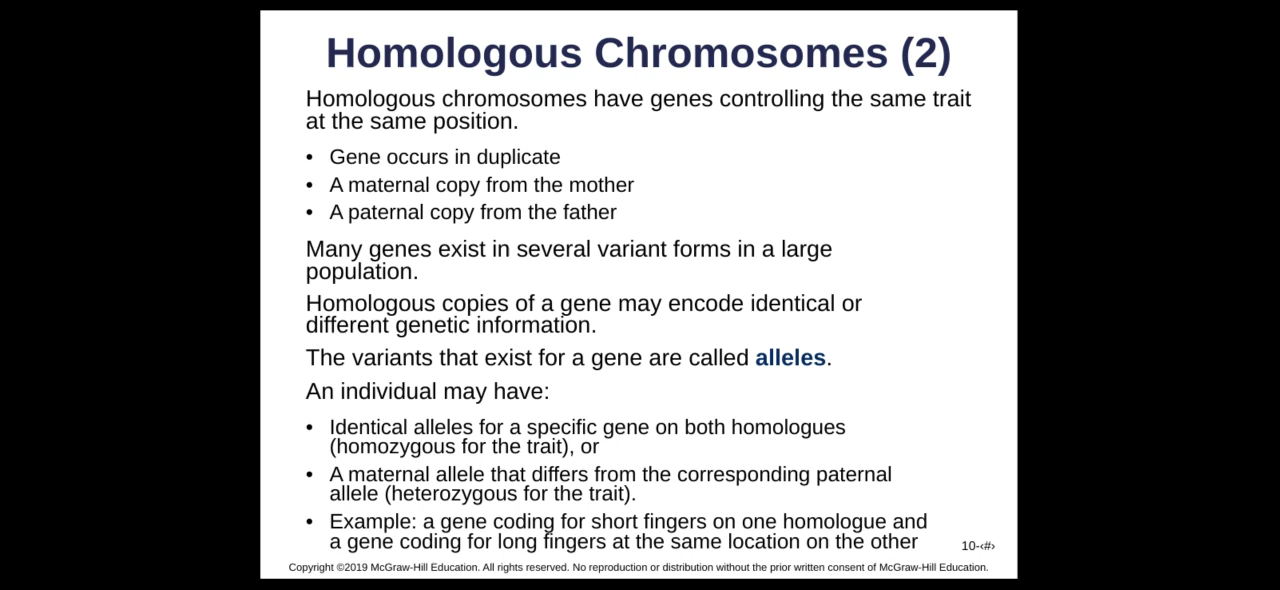 Homologous Chromosomes (2)
Homologous chromosomes have genes controlling the same trait
at the same position.
• Gene occurs in duplicate
• A maternal copy from the mother
• A paternal copy from the father
Many genes exist in several variant forms in a large
population.
Homologous copies of a gene may encode identical or
different genetic information.
The variants that exist for a gene are called alleles.
An individual may have:
• Identical alleles for a specific gene on both homologues
(homozygous for the trait), or
• A maternal allele that differs from the corresponding paternal
allele (heterozygous for the trait).
• Example: a gene coding for short fingers on one homologue and
a gene coding for long fingers at the same location on the other
10-‹#›
Copyright ©2019 McGraw-Hill Education. All rights reserved. No reproduction or distribution without the prior written consent of McGraw-Hill Education.